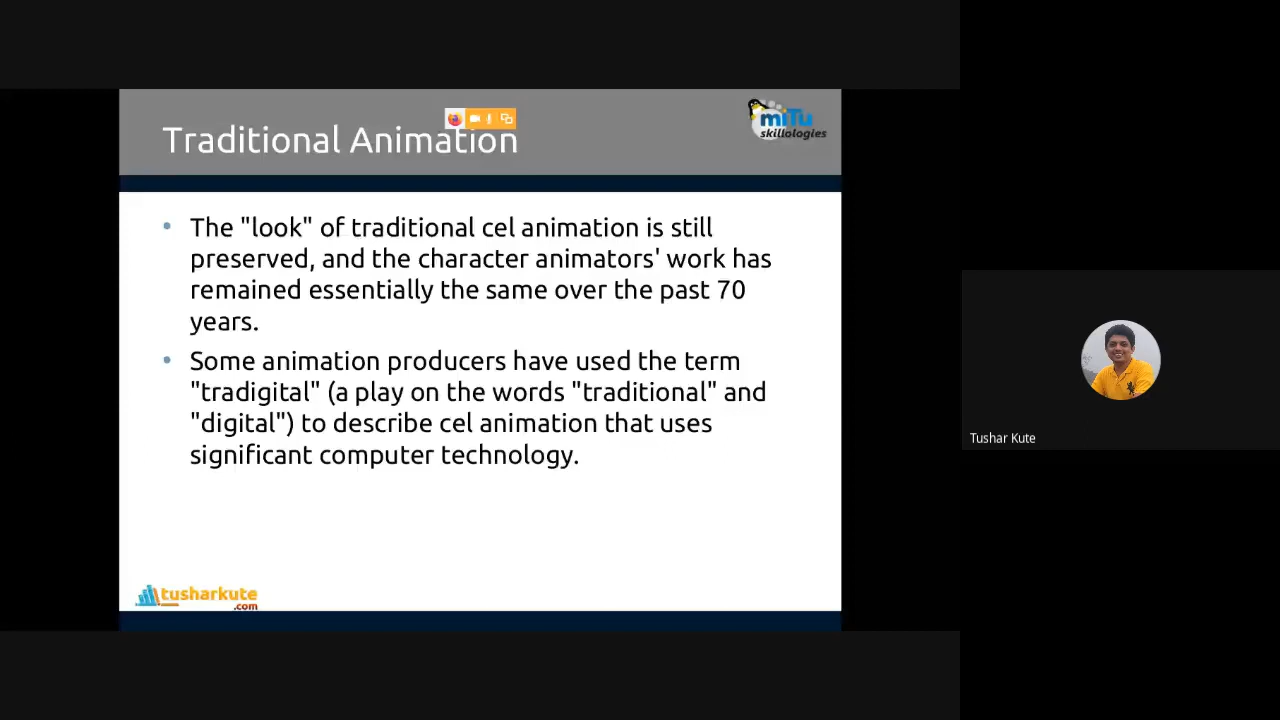 Traditional Animation
miTu
skillologies
• The "look" of traditional cel animation is still
preserved, and the character animators' work has
remained essentially the same over the past 70
years.
• Some animation producers have used the term
"tradigital" (a play on the words "traditional" and
"digital") to describe cel animation that uses
significant computer technology.
tusharkute
.com
Tushar Kute